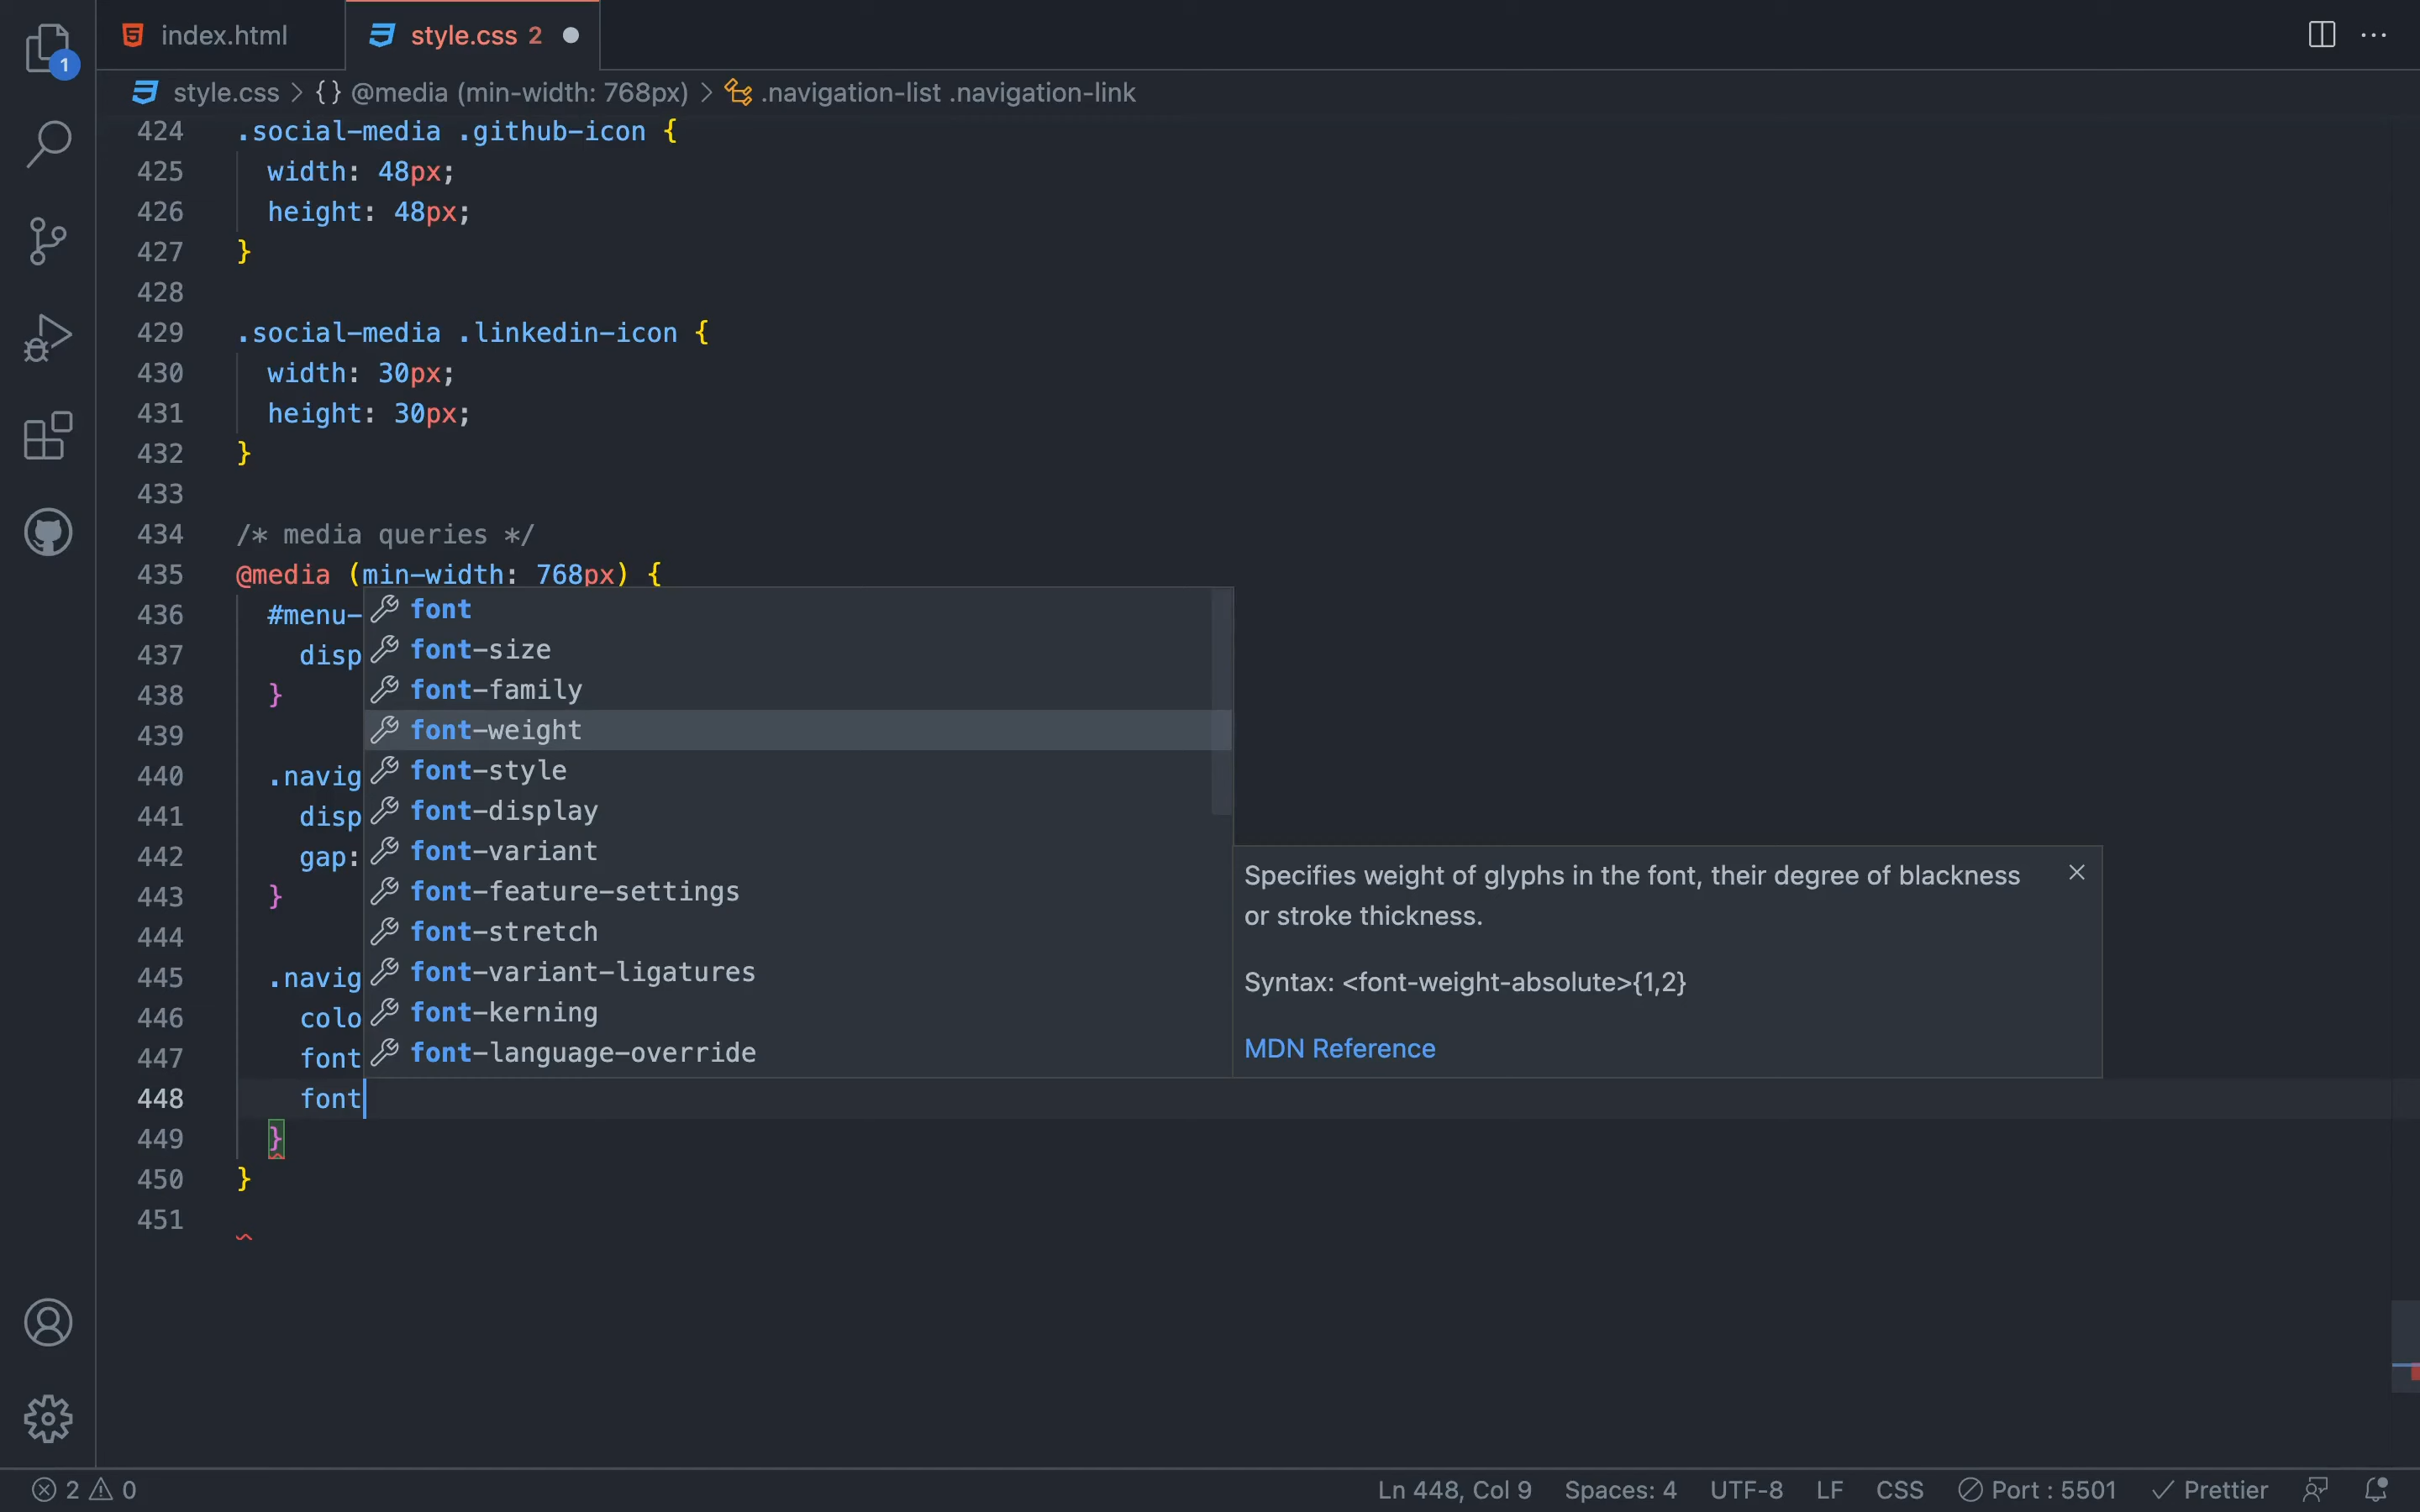 index.html
style.css 2
1
style.css > {} @media (min-width: 768px) > .navigation-list .navigation-link
424 .social-media .github-icon {
425 width: 48px;
426 height: 48px;
427 }
428
429 .social-media .linkedin-icon {
430 width: 30px;
431 height: 30px;
432 }
433
434 /* media queries */
435 @media (min-width: 768px) {
436 #menu-
font
font-size
437 disp
438 }
font-family
439
font-weight
440 .navig
font-style
441 disp
font-display
442 gap:
font-variant
443 }
font-feature-settings
444
font-stretch
445 .navig
font-variant-ligatures
446 colo
font-kerning
447 font
font-language-override
Specifies weight of glyphs in the font, their degree of blackness
or stroke thickness.
Syntax: <font-weight-absolute>{1,2}
MDN Reference
448 font
449 }
450 }
451
2 0 Ln 448, Col 9 Spaces: 4 UTF-8 LF CSS Port : 5501 Prettier